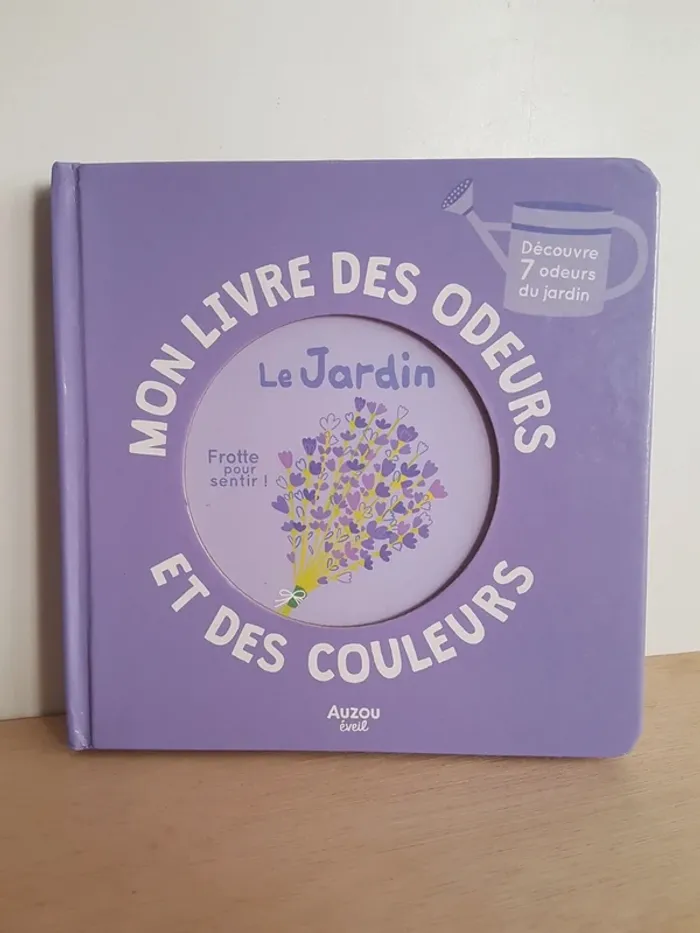 Découvre
7 odeurs
du jardin
MON LIVRE DES ODEURS
Le Jardin
Frotte
pour
sentir !
ET DES COULEURS
AUZOU
éveil